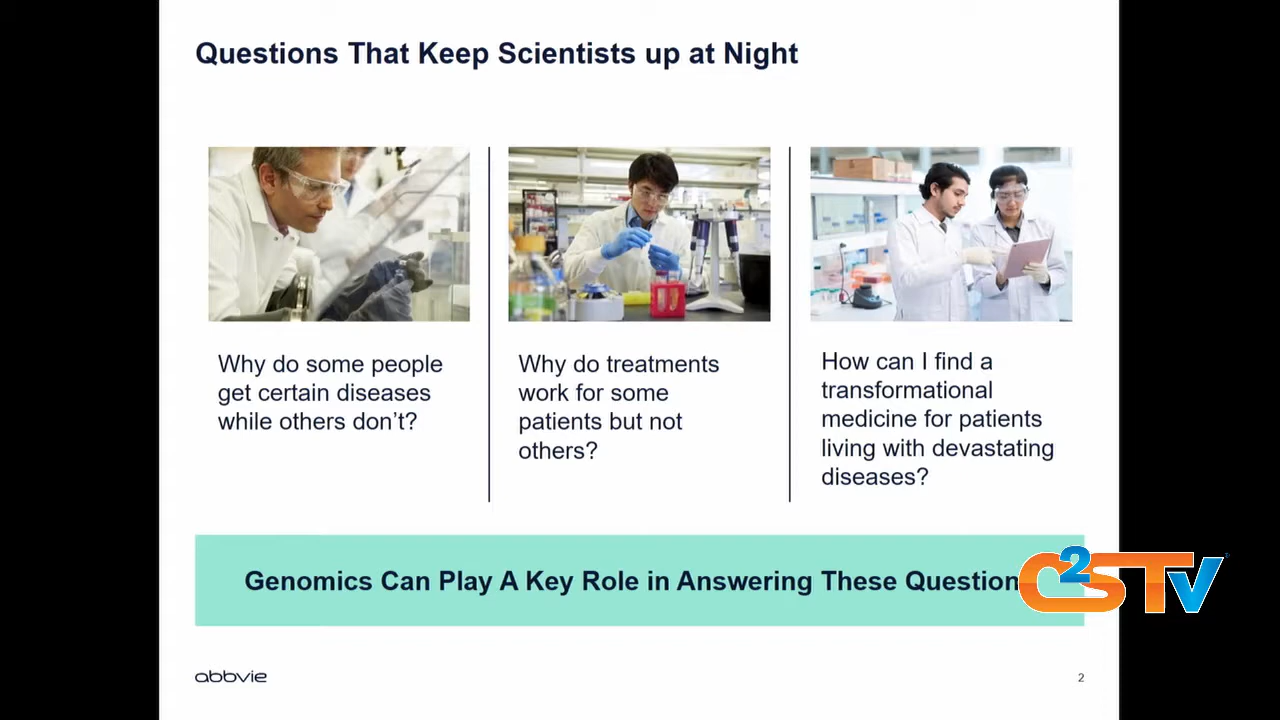 Questions That Keep Scientists up at Night
Why do some people
get certain diseases
while others don't?
Why do treatments
work for some
patients but not
others?
How can I find a
transformational
medicine for patients
living with devastating
diseases?
Genomics Can Play A Key Role in Answering These Question
C2STV
abbvie
2